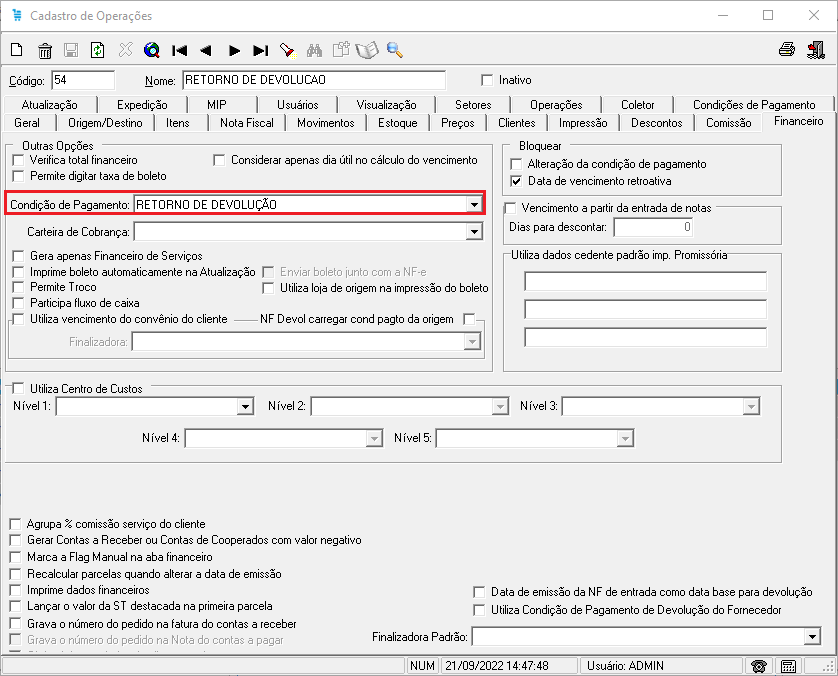 Cadastro de Operações
Código: 54 Nome: RETORNO DE DEVOLUCAO Inativo
Atualização Expedição MIP Usuários Visualização Setores Operações Coletor Condições de Pagamento
Geral Origem/Destino Itens Nota Fiscal Movimentos Estoque Preços Clientes Impressão Descontos Comissão Financeiro
Outras Opções
Verifica total financeiro Considerar apenas dia útil no cálculo do vencimento
Permite digitar taxa de boleto
Condição de Pagamento: RETORNO DE DEVOLUÇÃO
Carteira de Cobrança:
Gera apenas Financeiro de Serviços
Imprime boleto automaticamente na Atualização Enviar boleto junto com a NF-e
Permite Troco Utiliza loja de origem na impressão do boleto
Participa fluxo de caixa
Utiliza vencimento do convênio do cliente NF Devol carregar cond pagto da origem
Finalizadora:
Bloquear
Alteração da condição de pagamento
Data de vencimento retroativa
Vencimento a partir da entrada de notas
Dias para descontar: 0
Utiliza dados cedente padrão imp. Promissória
Utiliza Centro de Custos
Nível 1: Nível 2: Nível 3:
Nível 4: Nível 5:
Agrupa % comissão serviço do cliente
Gerar Contas a Receber ou Contas de Cooperados com valor negativo
Marca a Flag Manual na aba financeiro
Recalcular parcelas quando alterar a data de emissão
Imprime dados financeiros
Lançar o valor da ST destacada na primeira parcela
Grava o número do pedido na fatura do contas a receber
Grava o número do pedido na Nota do contas a pagar
Data de emissão da NF de entrada como data base para devolução
Utiliza Condição de Pagamento de Devolução do Fornecedor
Finalizadora Padrão:
NUM 21/09/2022 14:47:48 Usuário: ADMIN